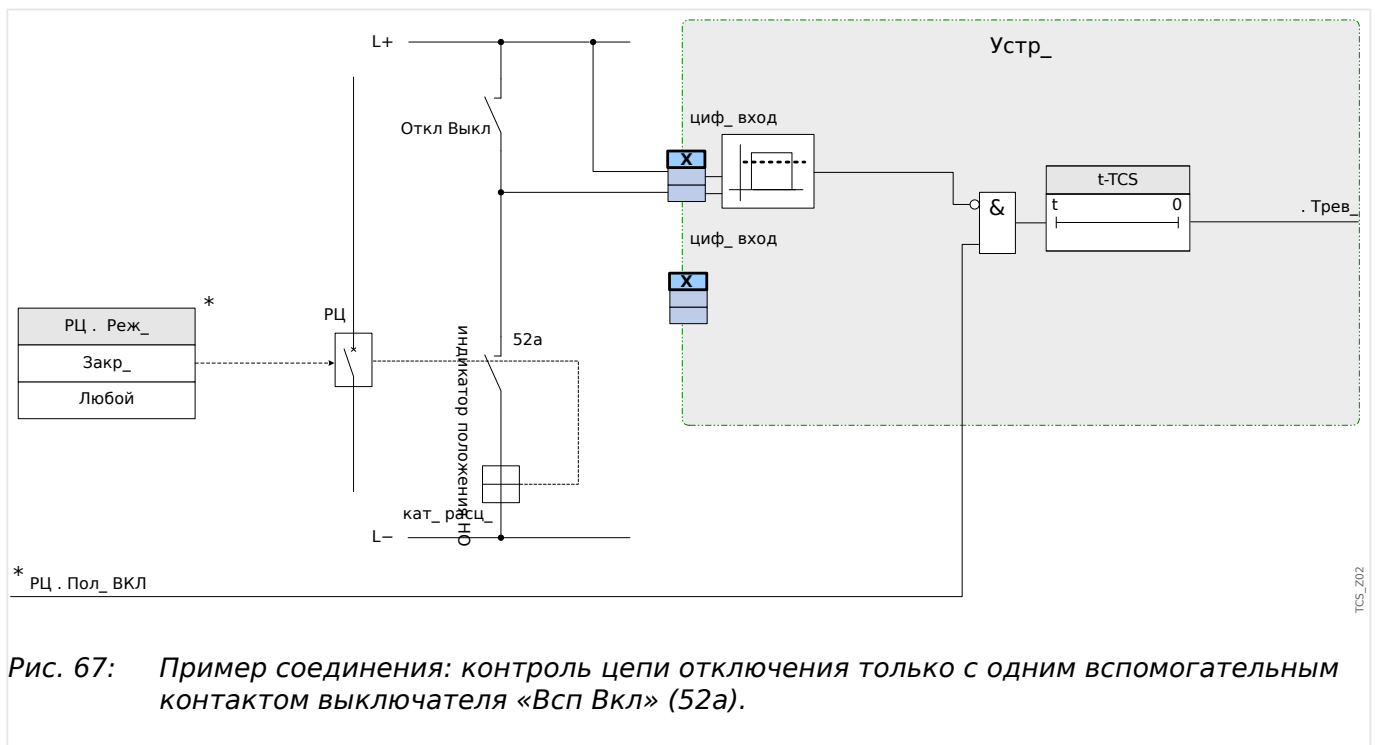 L+
Устр_
циф_ вход
Откл Выкл
X
t-TCS
t 0
&
. Трев_
циф_ вход
X
*
РЦ . Реж_
Закр_
Любой
РЦ
52a
индикатор положения НО
кат_ расц_
L−
*
РЦ . Пол_ ВКЛ
TCS_Z02
Рис. 67: Пример соединения: контроль цепи отключения только с одним вспомогательным
контактом выключателя «Всп Вкл» (52a).